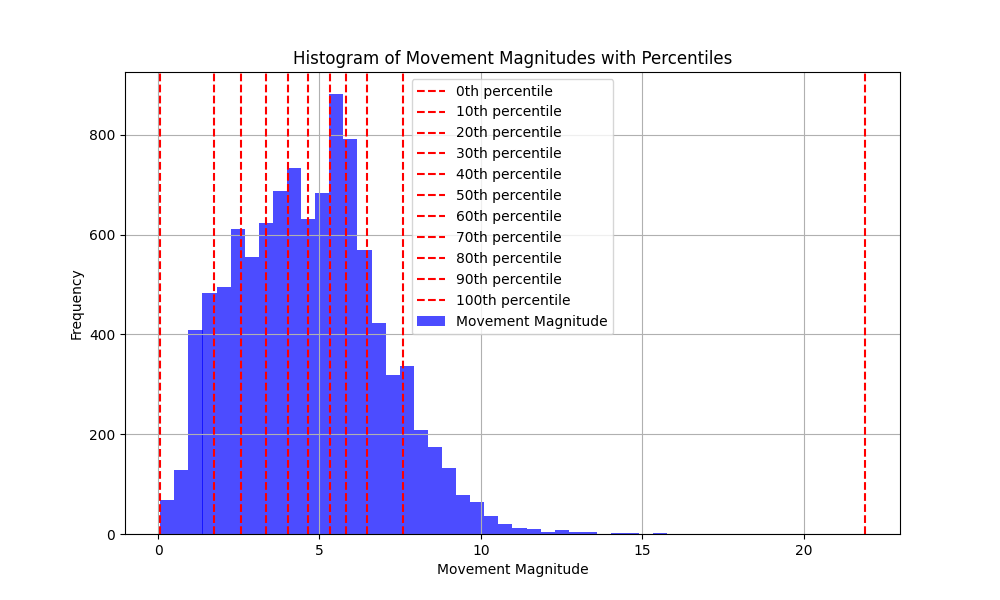 Histogram of Movement Magnitudes with Percentiles
Frequency
800
600
400
200
0
0th percentile
10th percentile
20th percentile
30th percentile
40th percentile
50th percentile
60th percentile
70th percentile
80th percentile
90th percentile
100th percentile
Movement Magnitude
0 5 10 15 20
Movement Magnitude